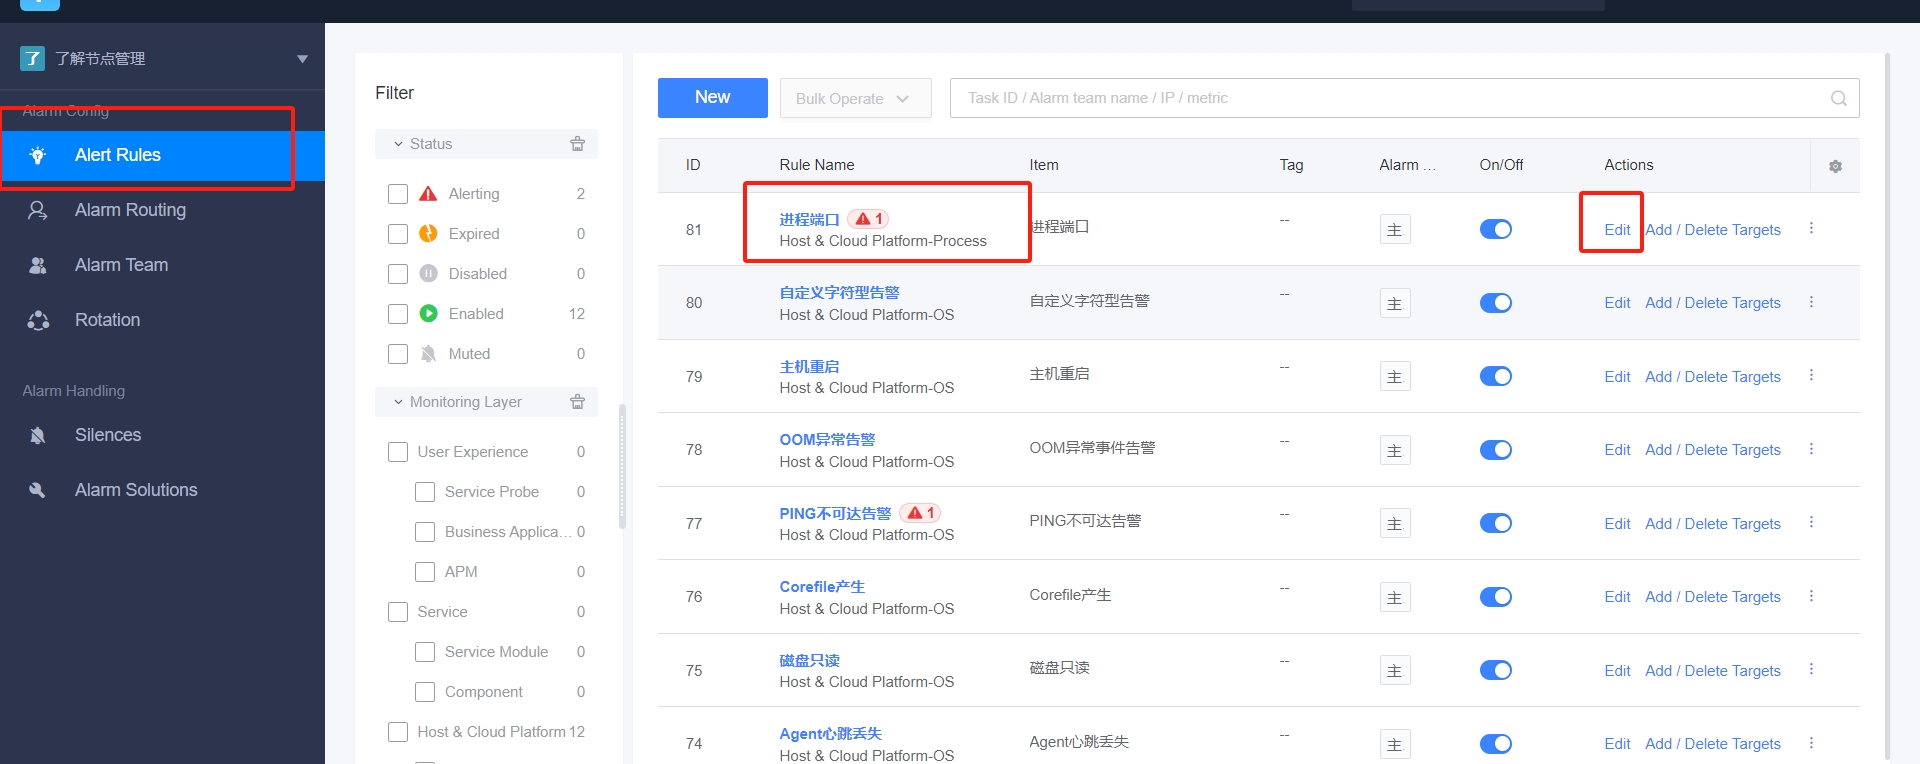 了 了解节点管理
Alarm Config
Alert Rules
Alarm Routing
Alarm Team
Rotation
Alarm Handling
Silences
Alarm Solutions
Filter
Status
Alerting 2
Expired 0
Disabled 0
Enabled 12
Muted 0
Monitoring Layer
User Experience 0
Service Probe 0
Business Applica... 0
APM 0
Service 0
Service Module 0
Component 0
Host & Cloud Platform 12
New Bulk Operate Task ID / Alarm team name / IP / metric
ID Rule Name Item Tag Alarm ... On/Off Actions
81 进程端口 1 进程端口 -- 主 Edit Add / Delete Targets
Host & Cloud Platform-Process
80 自定义字符型告警 自定义字符型告警 -- 主 Edit Add / Delete Targets
Host & Cloud Platform-OS
79 主机重启 主机重启 -- 主 Edit Add / Delete Targets
Host & Cloud Platform-OS
78 OOM异常告警 OOM异常事件告警 -- 主 Edit Add / Delete Targets
Host & Cloud Platform-OS
77 PING不可达告警 1 PING不可达告警 -- 主 Edit Add / Delete Targets
Host & Cloud Platform-OS
76 Corefile产生 Corefile产生 -- 主 Edit Add / Delete Targets
Host & Cloud Platform-OS
75 磁盘只读 磁盘只读 -- 主 Edit Add / Delete Targets
Host & Cloud Platform-OS
74 Agent心跳丢失 Agent心跳丢失 -- 主 Edit Add / Delete Targets
Host & Cloud Platform-OS